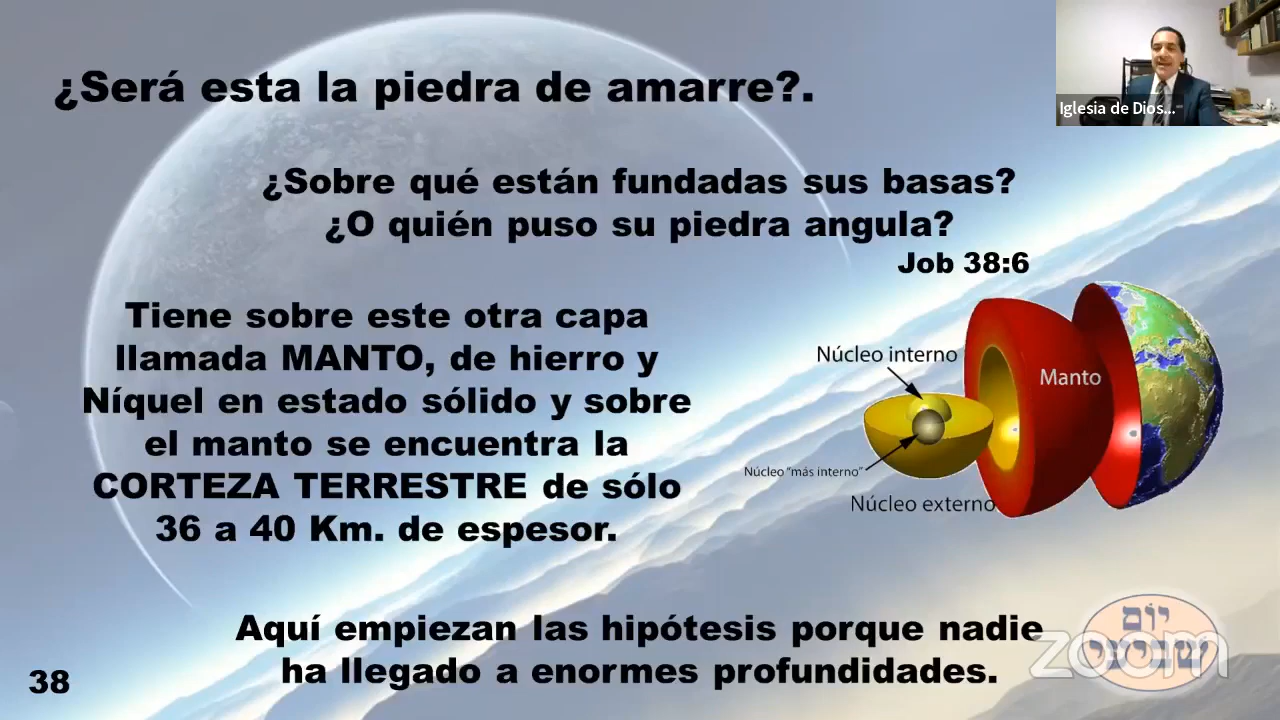 ¿Será esta la piedra de amarre?.
Iglesia de Dios...
¿Sobre qué están fundadas sus basas?
¿O quién puso su piedra angula?
Job 38:6
Tiene sobre este otra capa
llamada MANTO, de hierro y
Níquel en estado sólido y sobre
el manto se encuentra la
CORTEZA TERRESTRE de sólo
36 a 40 Km. de espesor.
Núcleo interno
Manto
Núcleo "más interno"
Núcleo externo
Aquí empiezan las hipótesis porque nadie
ha llegado a enormes profundidades.
38
יוֹם
שביעי
zoom